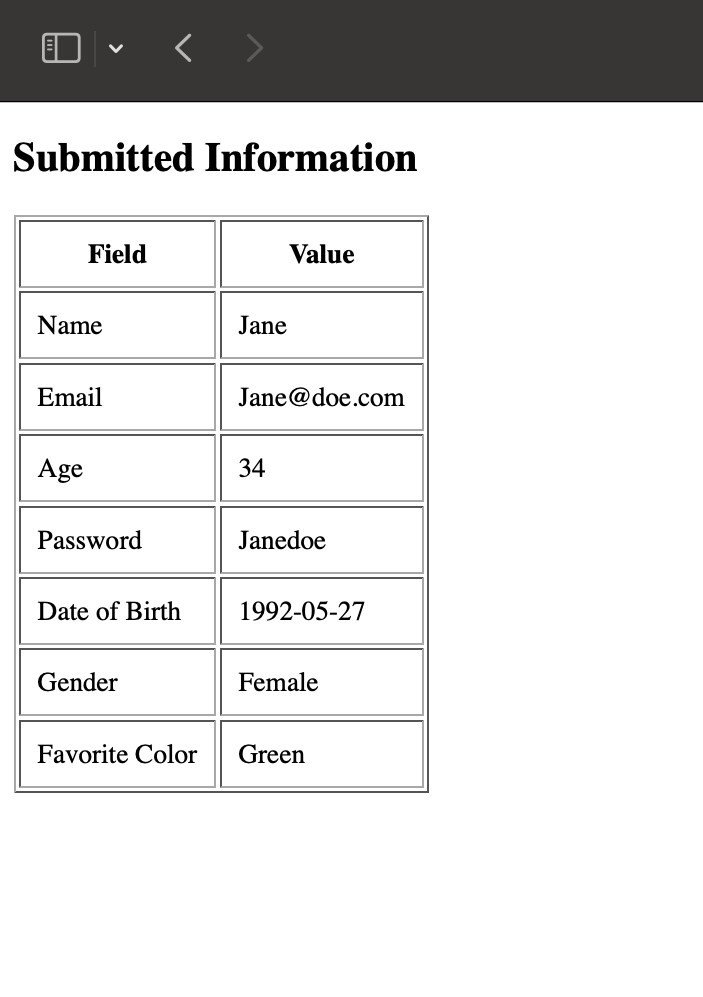 Submitted Information
Field Value
Name Jane
Email Jane@doe.com
Age 34
Password Janedoe
Date of Birth 1992-05-27
Gender Female
Favorite Color Green